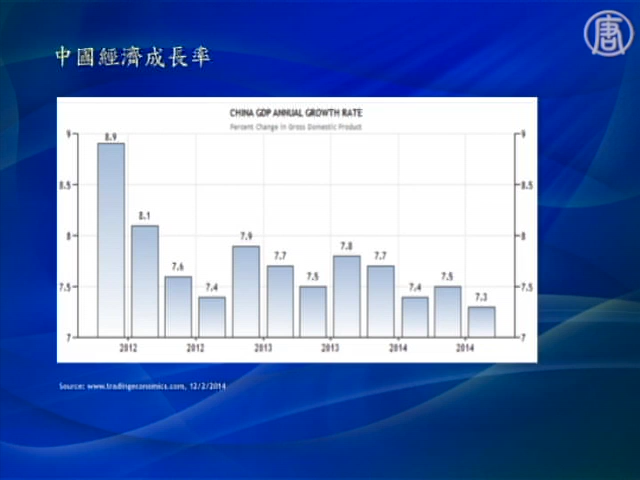 唐
中國經濟成長率
CHINA GDP ANNUAL GROWTH RATE
Percent Change in Gross Domestic Product
9 8.9 9
8.5 8.5
8 8.1 7.9 7.8 8
7.6 7.4 7.7 7.5 7.7 7.4 7.5 7.3
7.5 7.5
7 7
2012 2012 2013 2013 2014 2014
Source: www.tradingeconomics.com, 12/2/2014